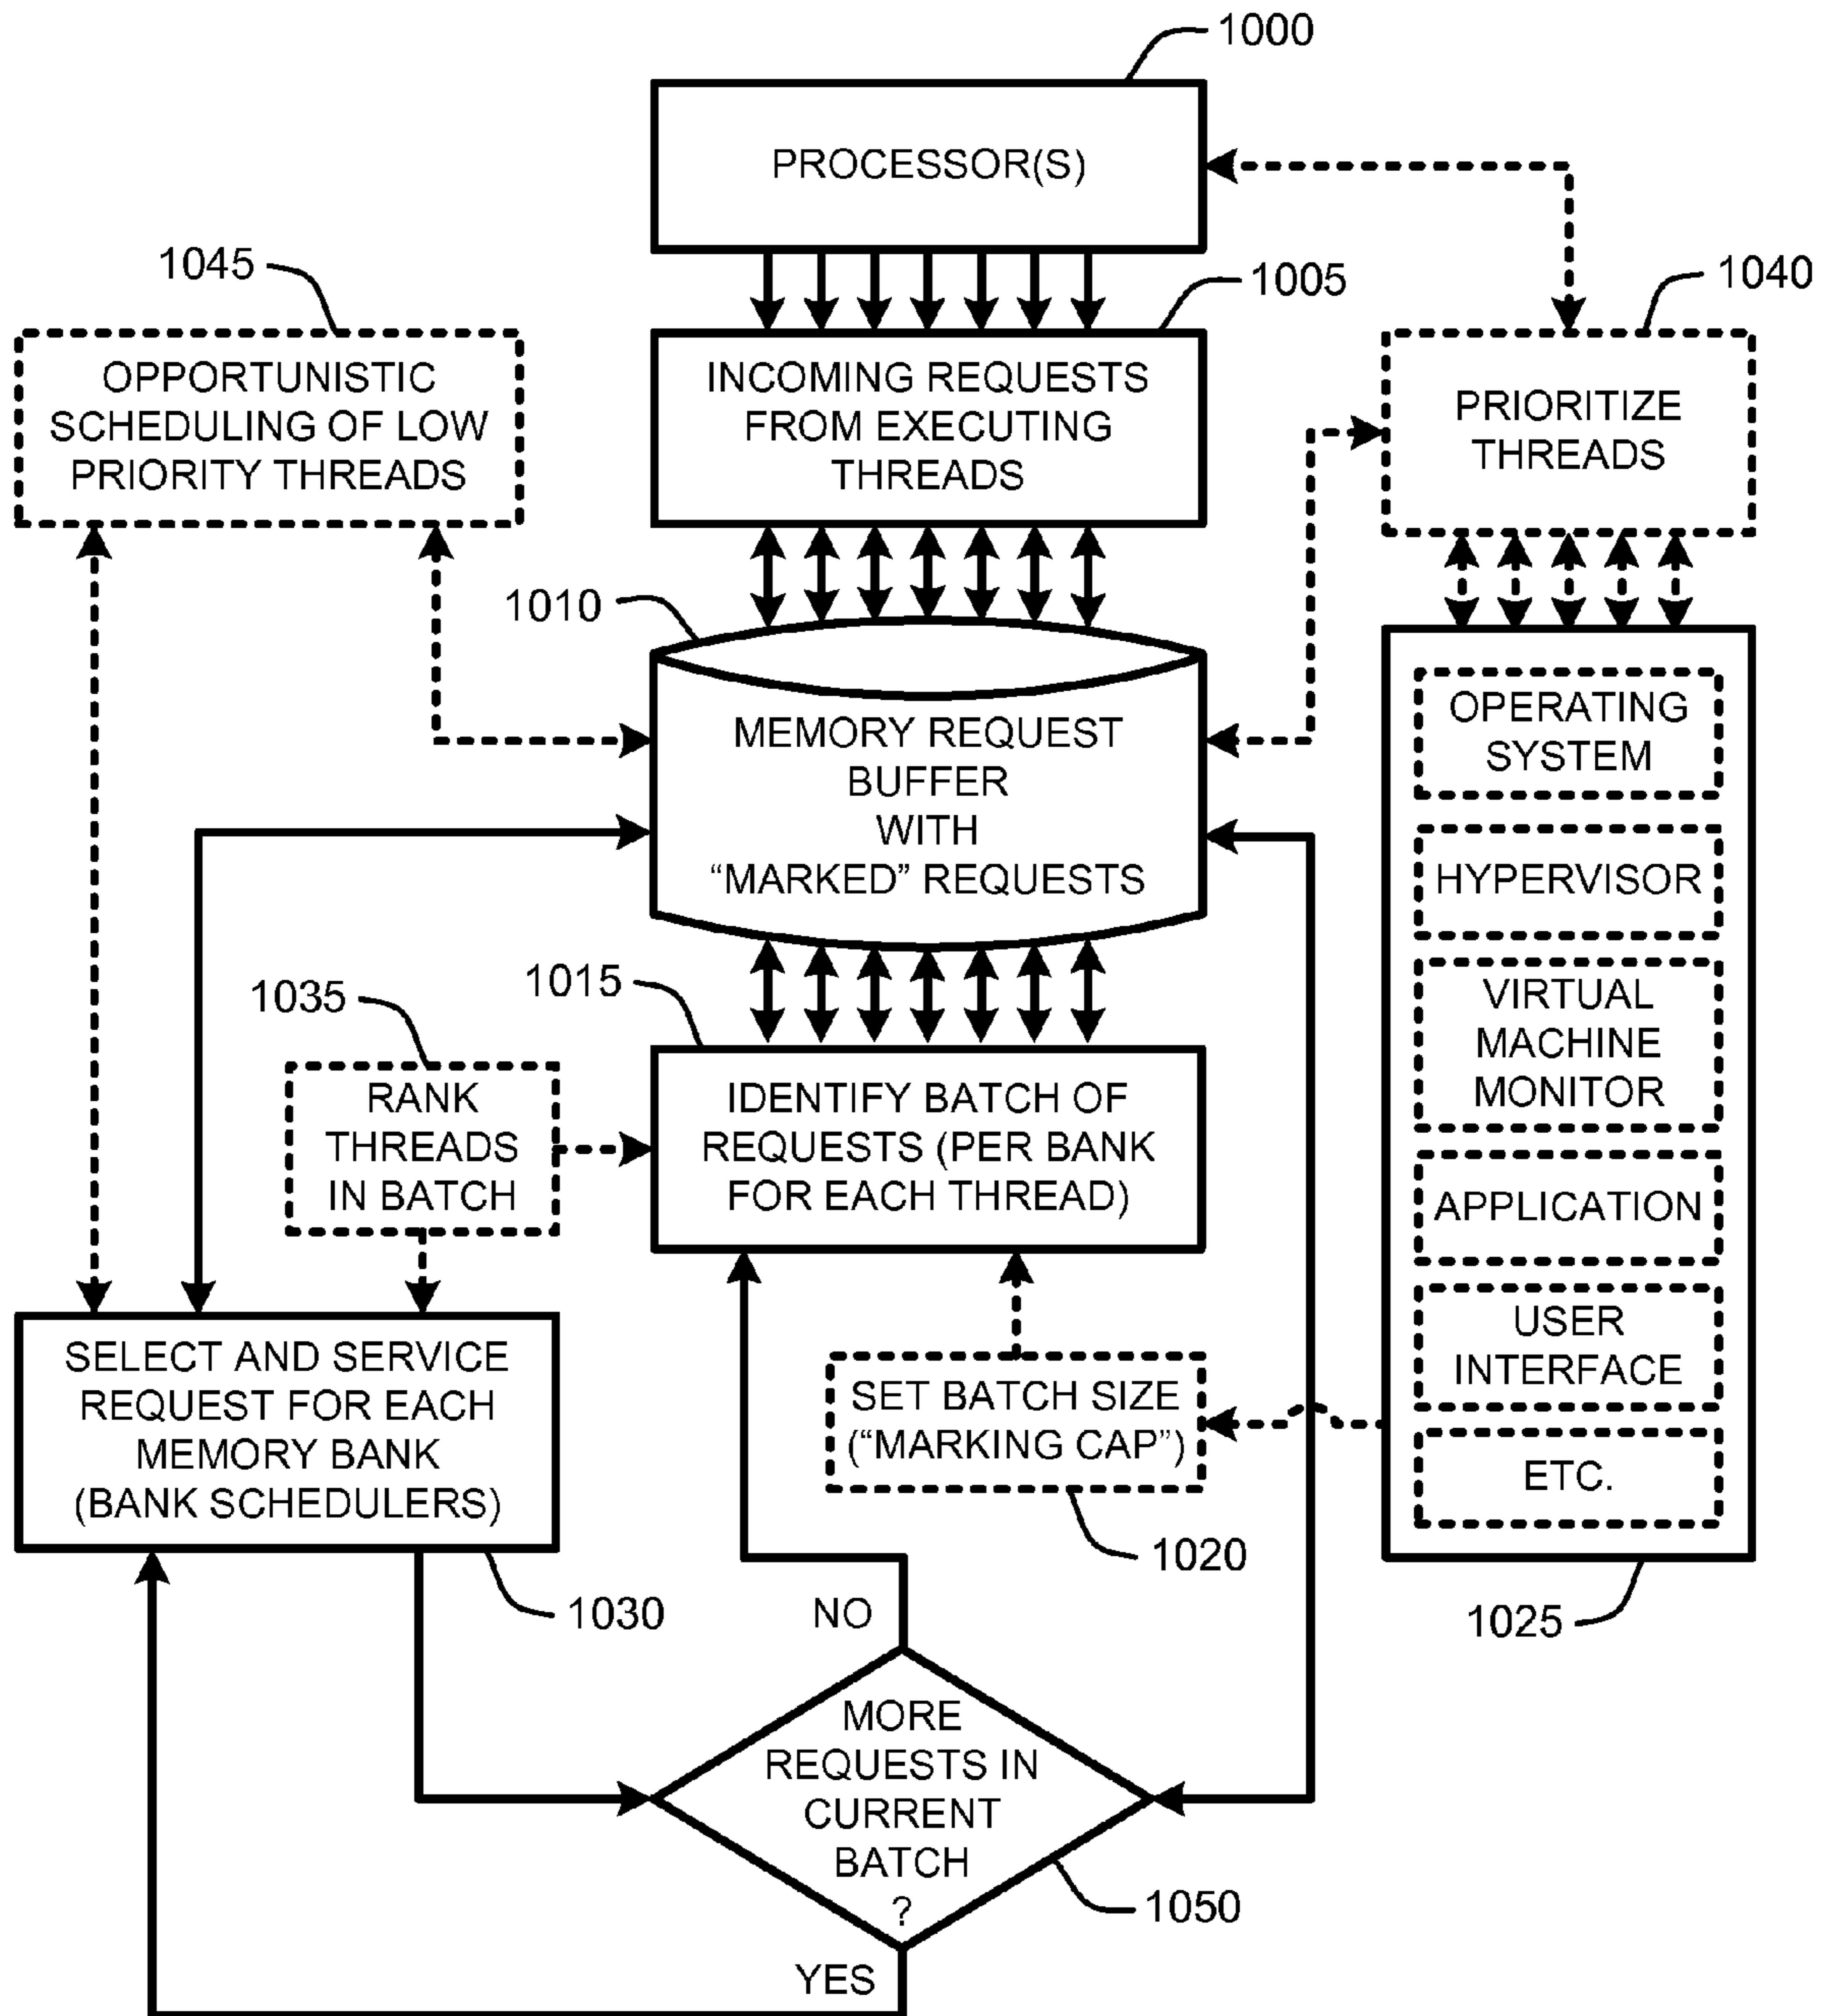 1000
PROCESSOR(S)
1045
1005
1040
OPPORTUNISTIC
SCHEDULING OF LOW
PRIORITY THREADS
INCOMING REQUESTS
FROM EXECUTING
THREADS
PRIORITIZE
THREADS
1010
MEMORY REQUEST
BUFFER
WITH
“MARKED” REQUESTS
OPERATING
SYSTEM
HYPERVISOR
VIRTUAL
MACHINE
MONITOR
APPLICATION
USER
INTERFACE
ETC.
1025
1035
1015
RANK
THREADS
IN BATCH
IDENTIFY BATCH OF
REQUESTS (PER BANK
FOR EACH THREAD)
SELECT AND SERVICE
REQUEST FOR EACH
MEMORY BANK
(BANK SCHEDULERS)
SET BATCH SIZE
(“MARKING CAP”)
1020
1030
NO
MORE
REQUESTS IN
CURRENT
BATCH
?
1050
YES